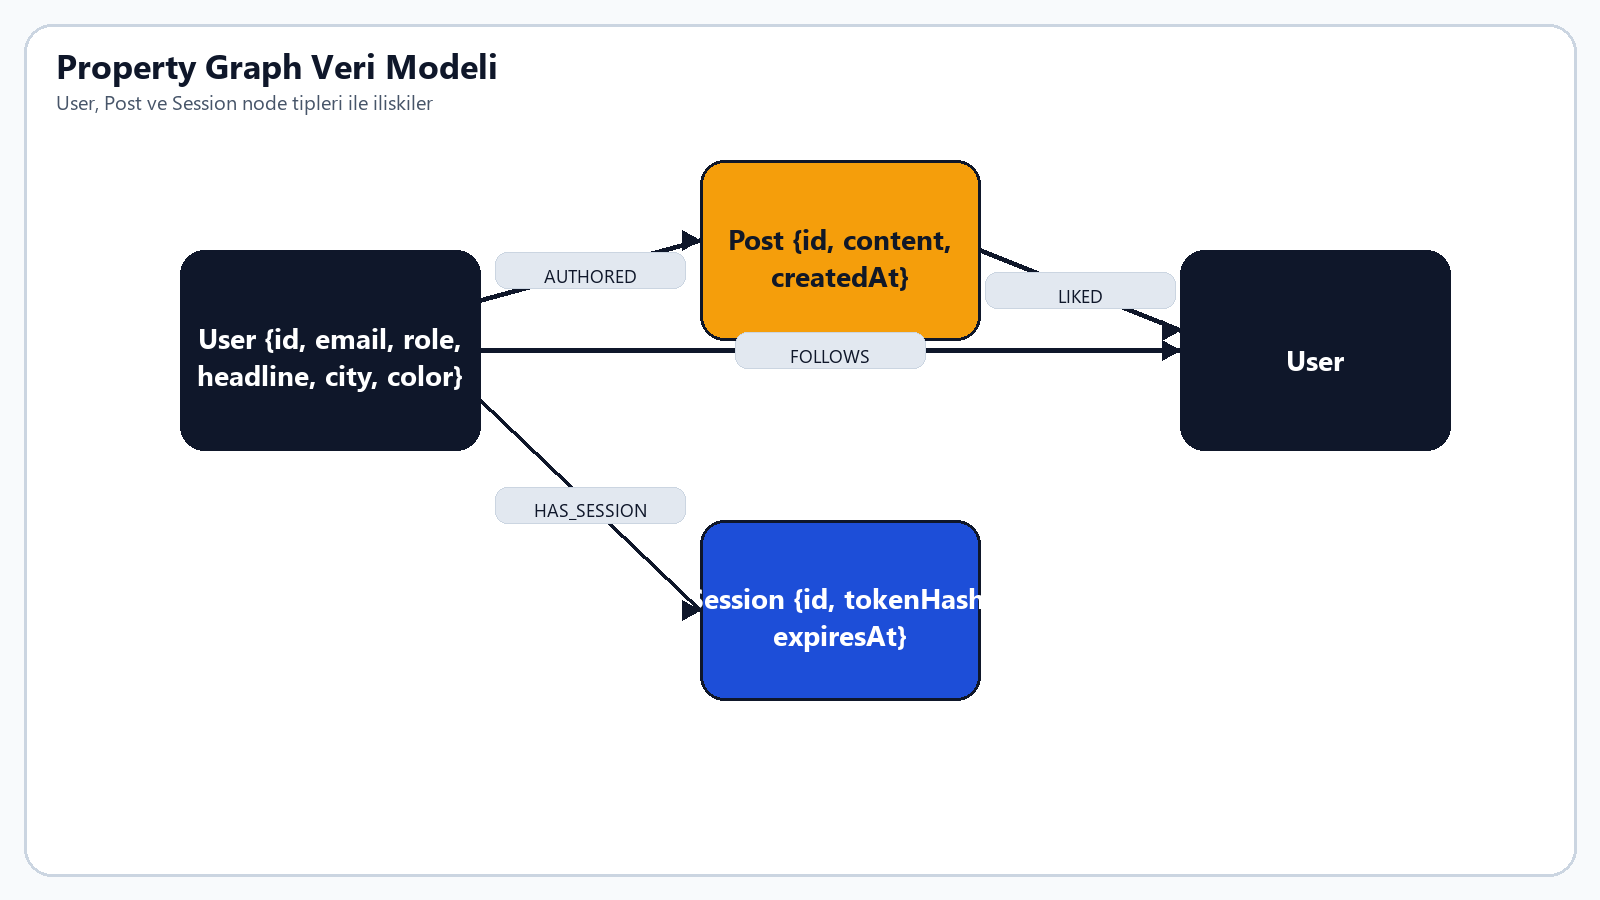 Property Graph Veri Modeli
User, Post ve Session node tipleri ile iliskiler
Post {id, content,
createdAt}
AUTHORED
LIKED
User {id, email, role,
headline, city, color}
FOLLOWS
User
HAS_SESSION
ession {id, tokenHash
expiresAt}